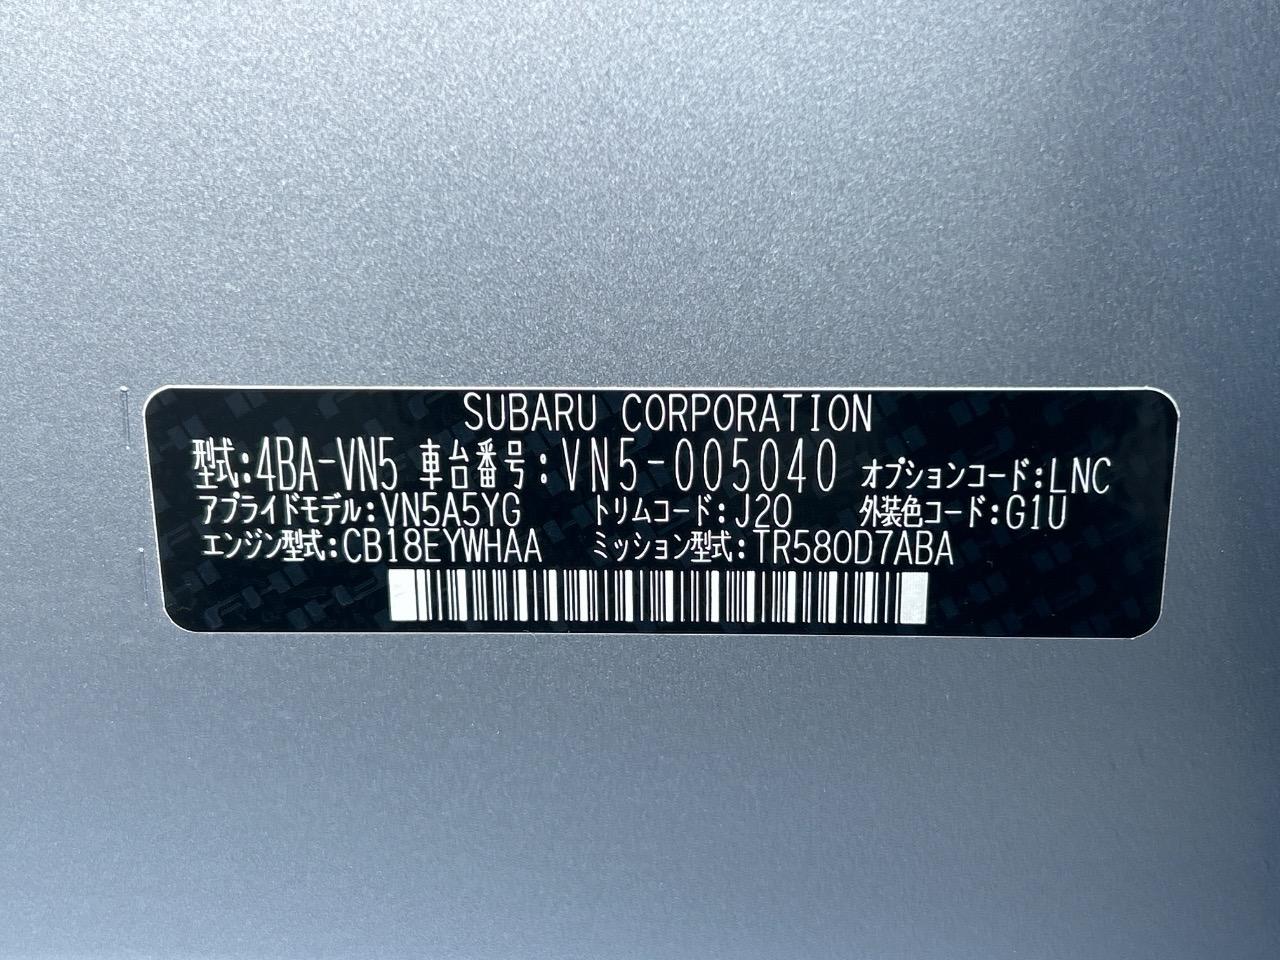 SUBARU CORPORATION
型式:4BA-VN5 車台番号:VN5-005040 オプションコード:LNC
アプライドモデル:VN5A5YG トリムコード:J20 外装色コード:G1U
エンジン型式:CB18EYWHAA ミッション型式:TR580D7ABA